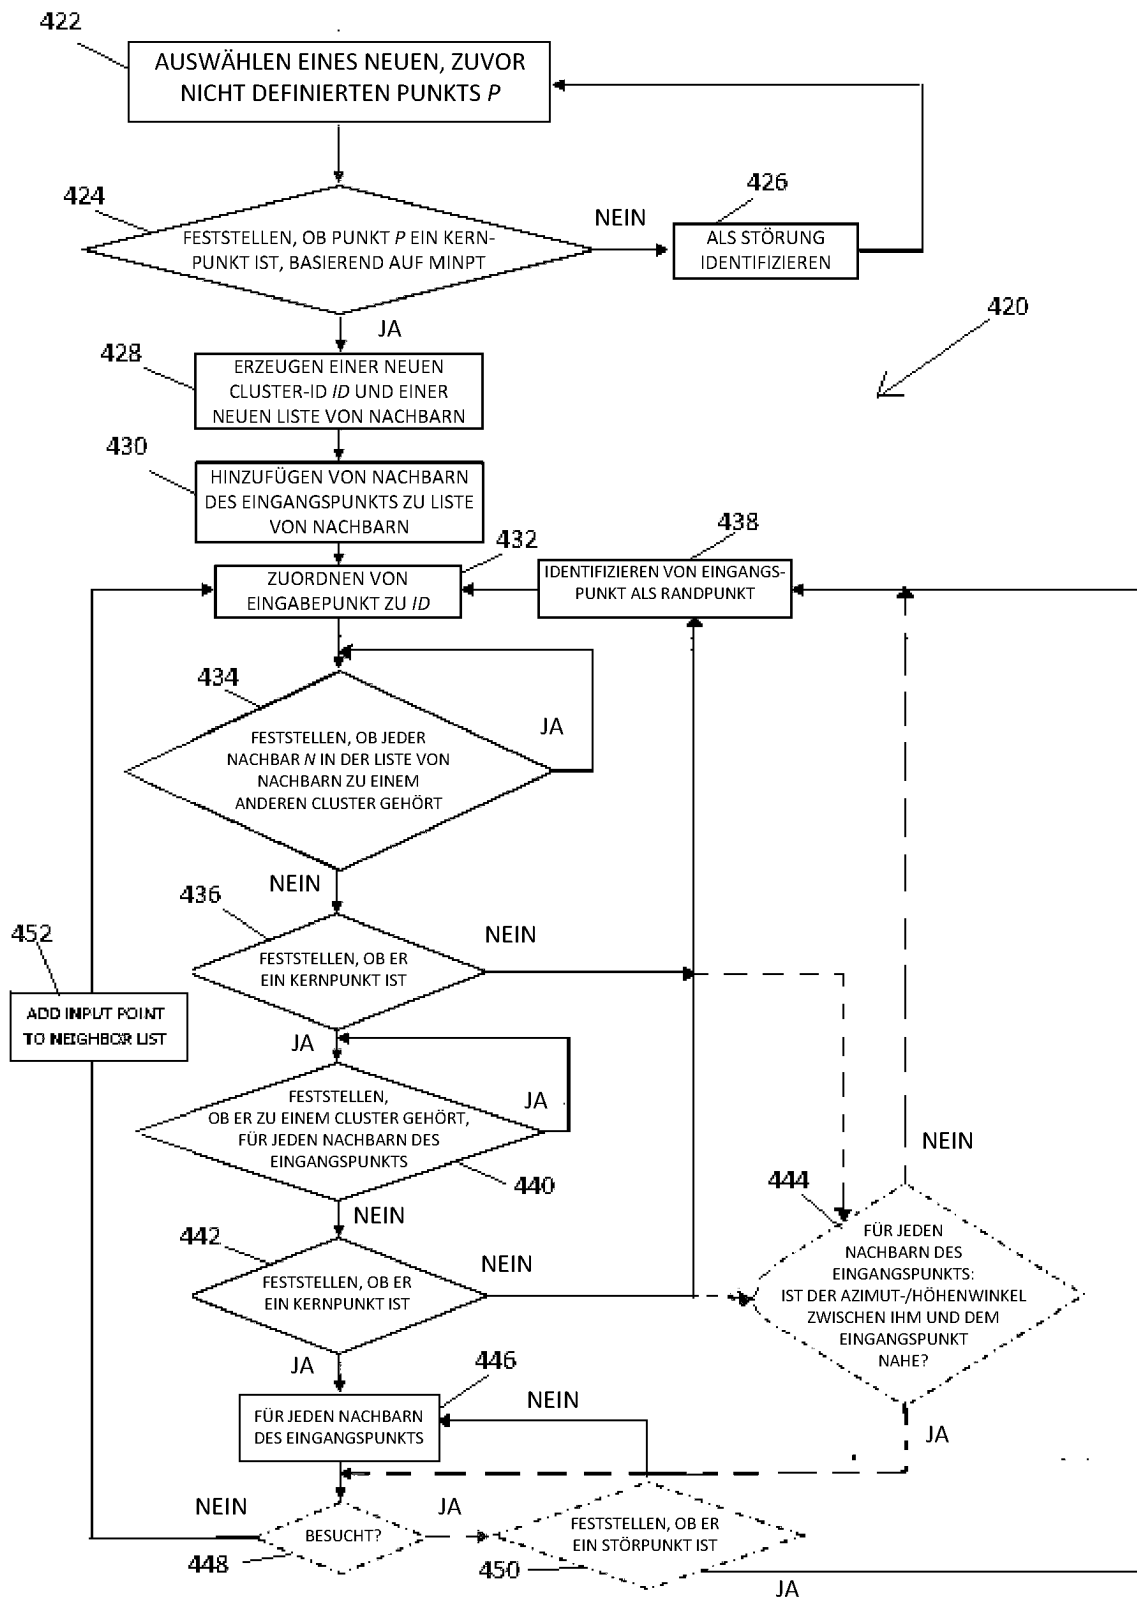 422
AUSWÄHLEN EINES NEUEN, ZUVOR
NICHT DEFINIERTEN PUNKTS P
424
FESTSTELLEN, OB PUNKT P EIN KERN-
PUNKT IST, BASIEREND AUF MINPT
NEIN
426
ALS STÖRUNG
IDENTIFIZIEREN
JA
420
428
ERZEUGEN EINER NEUEN
CLUSTER-ID ID UND EINER
NEUEN LISTE VON NACHBARN
430
HINZUFÜGEN VON NACHBARN
DES EINGANGSPUNKTS ZU LISTE
VON NACHBARN
432
ZUORDNEN VON
EINGABEPUNKT ZU ID
438
IDENTIFIZIEREN VON EINGANGS-
PUNKT ALS RANDPUNKT
434
FESTSTELLEN, OB JEDER
NACHBAR N IN DER LISTE VON
NACHBARN ZU EINEM
ANDEREN CLUSTER GEHÖRT
JA
NEIN
436
FESTSTELLEN, OB ER
EIN KERNPUNKT IST
NEIN
452
ADD INPUT POINT
TO NEIGHBOR LIST
JA
FESTSTELLEN,
OB ER ZU EINEM CLUSTER GEHÖRT,
FÜR JEDEN NACHBARN DES
EINGANGSPUNKTS
JA
440
NEIN
442
FESTSTELLEN, OB ER
EIN KERNPUNKT IST
NEIN
NEIN
444
FÜR JEDEN
NACHBARN DES
EINGANGSPUNKTS:
IST DER AZIMUT-/HÖHENWINKEL
ZWISCHEN IHM UND DEM
EINGANGSPUNKT
NAHE?
JA
JA
446
FÜR JEDEN NACHBARN
DES EINGANGSPUNKTS
NEIN
NEIN
BESUCHT?
448
JA
FESTSTELLEN, OB ER
EIN STÖRPUNKT IST
450
JA